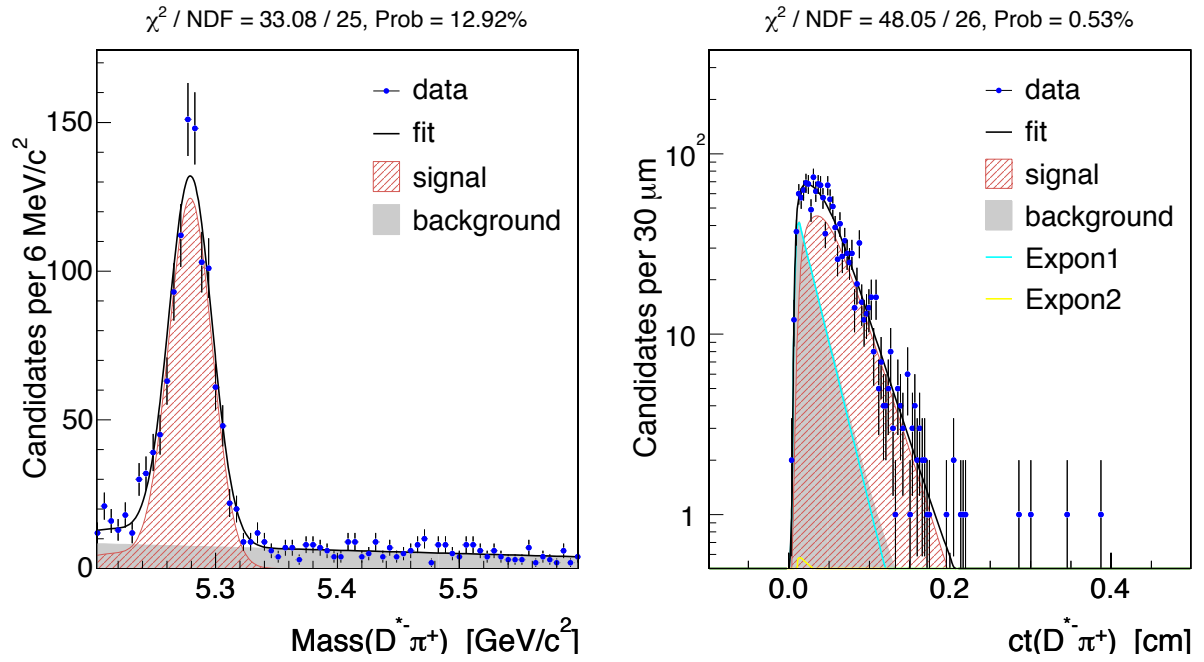 χ² / NDF = 33.08 / 25, Prob = 12.92%
Candidates per 6 MeV/c²
150
100
50
0
data
fit
signal
background
5.3
5.4
5.5
Mass(D*-π+) [GeV/c²]
χ² / NDF = 48.05 / 26, Prob = 0.53%
Candidates per 30 μm
10²
10
1
data
fit
signal
background
Expon1
Expon2
0.0
0.2
0.4
ct(D*-π+) [cm]